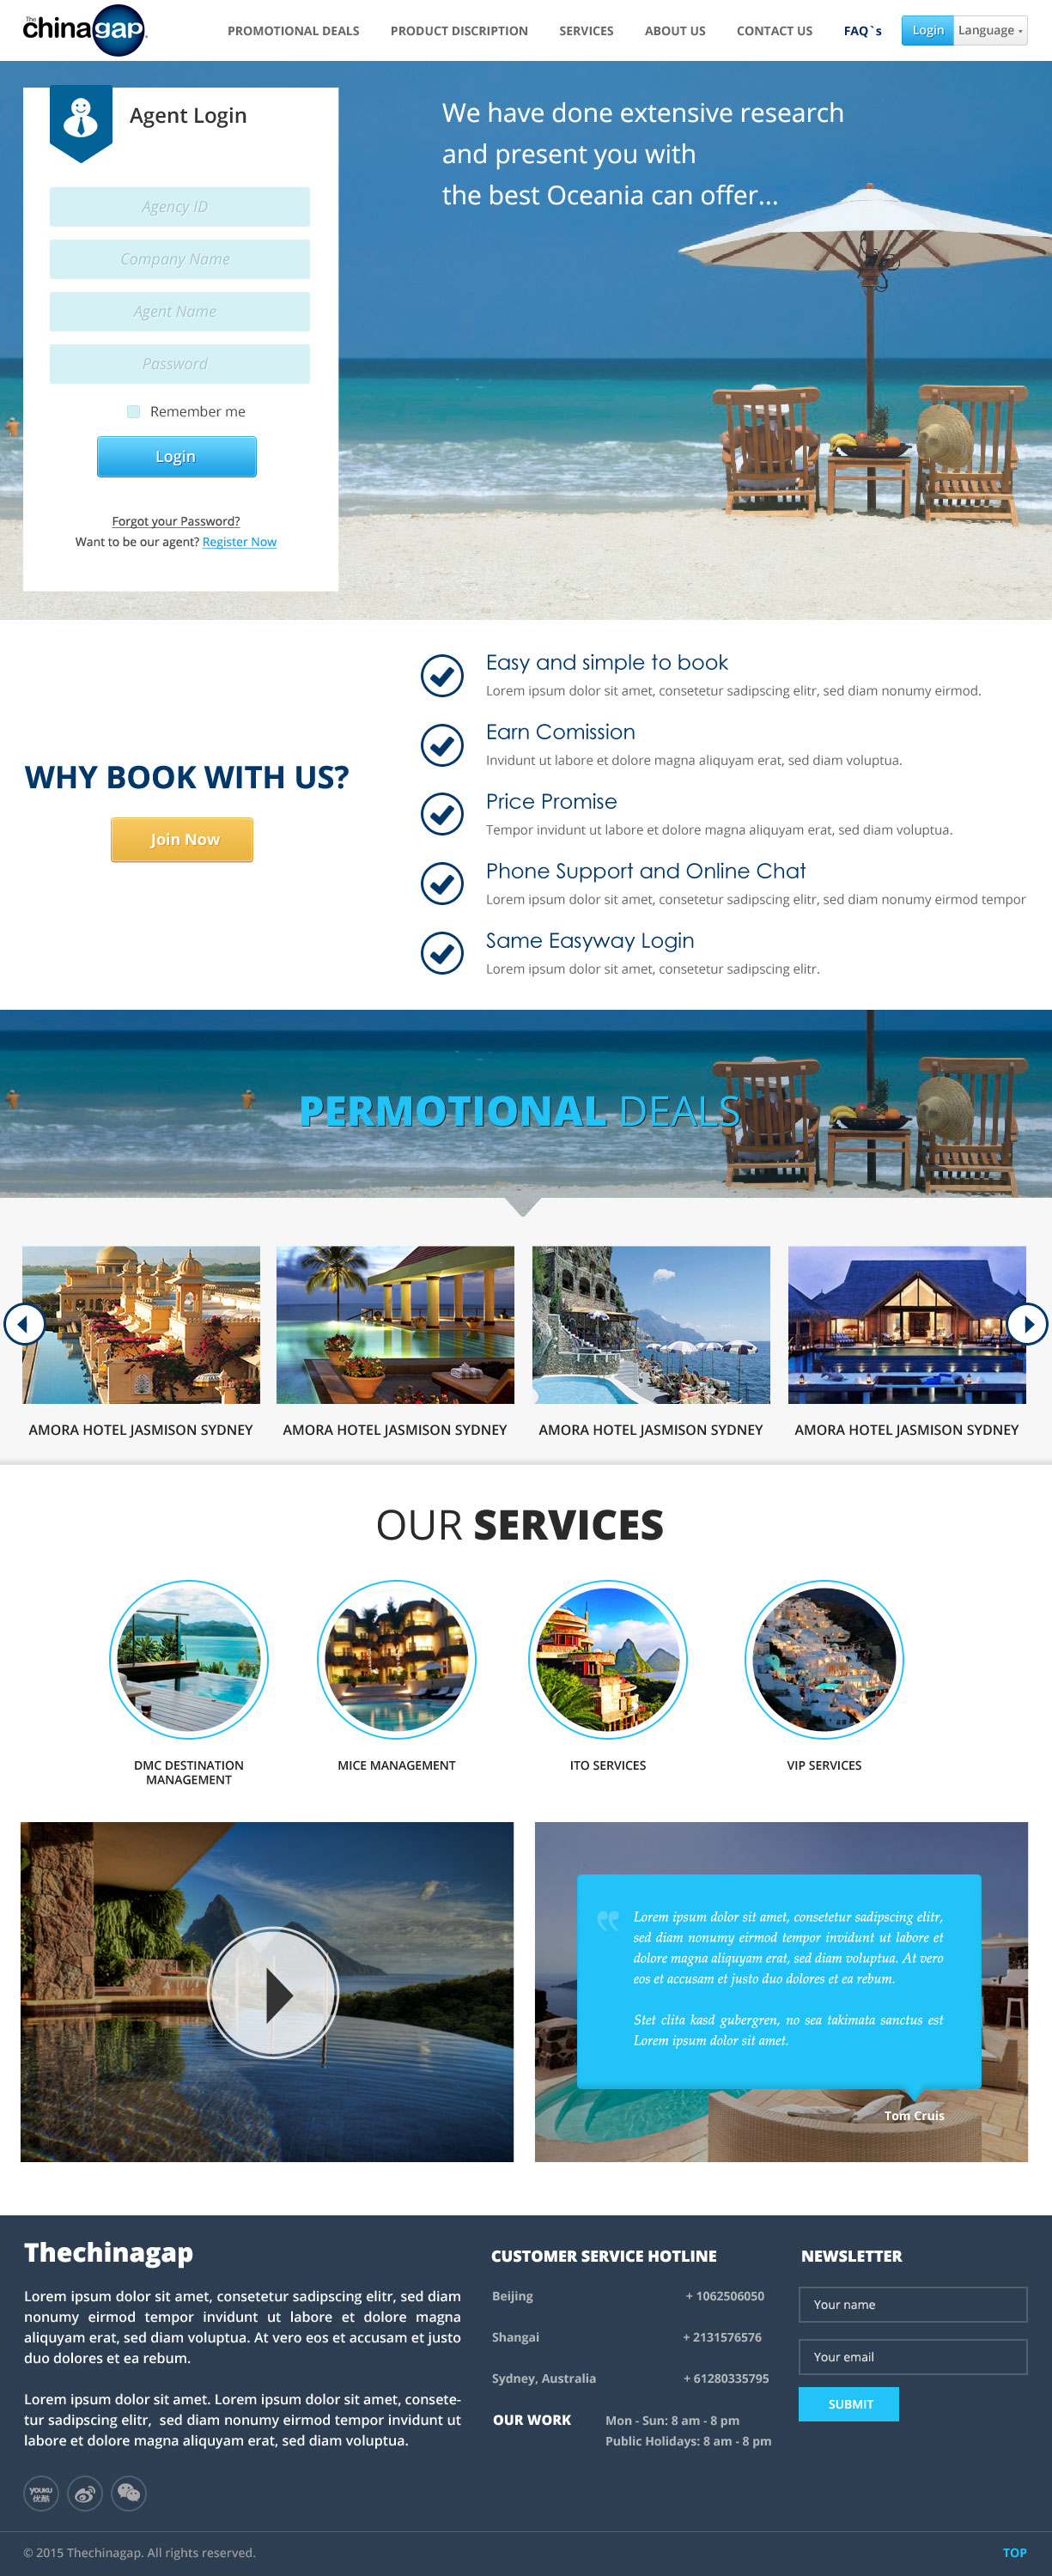 The
chinagap
PROMOTIONAL DEALS
PRODUCT DISCRIPTION
SERVICES
ABOUT US
CONTACT US
FAQ`s
Login
Language
Agent Login
Agency ID
Company Name
Agent Name
Password
Remember me
Login
Forgot your Password?
Want to be our agent? Register Now
We have done extensive research
and present you with
the best Oceania can offer...
WHY BOOK WITH US?
Join Now
Easy and simple to book
Lorem ipsum dolor sit amet, consetetur sadipscing elitr, sed diam nonumy eirmod.
Earn Comission
Invidunt ut labore et dolore magna aliquyam erat, sed diam voluptua.
Price Promise
Tempor invidunt ut labore et dolore magna aliquyam erat, sed diam voluptua.
Phone Support and Online Chat
Lorem ipsum dolor sit amet, consetetur sadipscing elitr, sed diam nonumy eirmod tempor
Same Easyway Login
Lorem ipsum dolor sit amet, consetetur sadipscing elitr.
PERMOTIONAL DEALS
AMORA HOTEL JASMISON SYDNEY
AMORA HOTEL JASMISON SYDNEY
AMORA HOTEL JASMISON SYDNEY
AMORA HOTEL JASMISON SYDNEY
OUR SERVICES
DMC DESTINATION
MANAGEMENT
MICE MANAGEMENT
ITO SERVICES
VIP SERVICES
Lorem ipsum dolor sit amet, consetetur sadipscing elitr,
sed diam nonumy eirmod tempor invidunt ut labore et
dolore magna aliquyam erat, sed diam voluptua. At vero
eos et accusam et justo duo dolores et ea rebum.
Stet clita kasd gubergren, no sea takimata sanctus est
Lorem ipsum dolor sit amet.
Tom Cruis
Thechinagap
Lorem ipsum dolor sit amet, consetetur sadipscing elitr, sed diam
nonumy eirmod tempor invidunt ut labore et dolore magna
aliquyam erat, sed diam voluptua. At vero eos et accusam et justo
duo dolores et ea rebum.
Lorem ipsum dolor sit amet. Lorem ipsum dolor sit amet, consete-
tur sadipscing elitr, sed diam nonumy eirmod tempor invidunt ut
labore et dolore magna aliquyam erat, sed diam voluptua.
YOUKU
优酷
CUSTOMER SERVICE HOTLINE
Beijing + 1062506050
Shangai + 2131576576
Sydney, Australia + 61280335795
OUR WORK Mon - Sun: 8 am - 8 pm
Public Holidays: 8 am - 8 pm
NEWSLETTER
Your name
Your email
SUBMIT
© 2015 Thechinagap. All rights reserved.
TOP